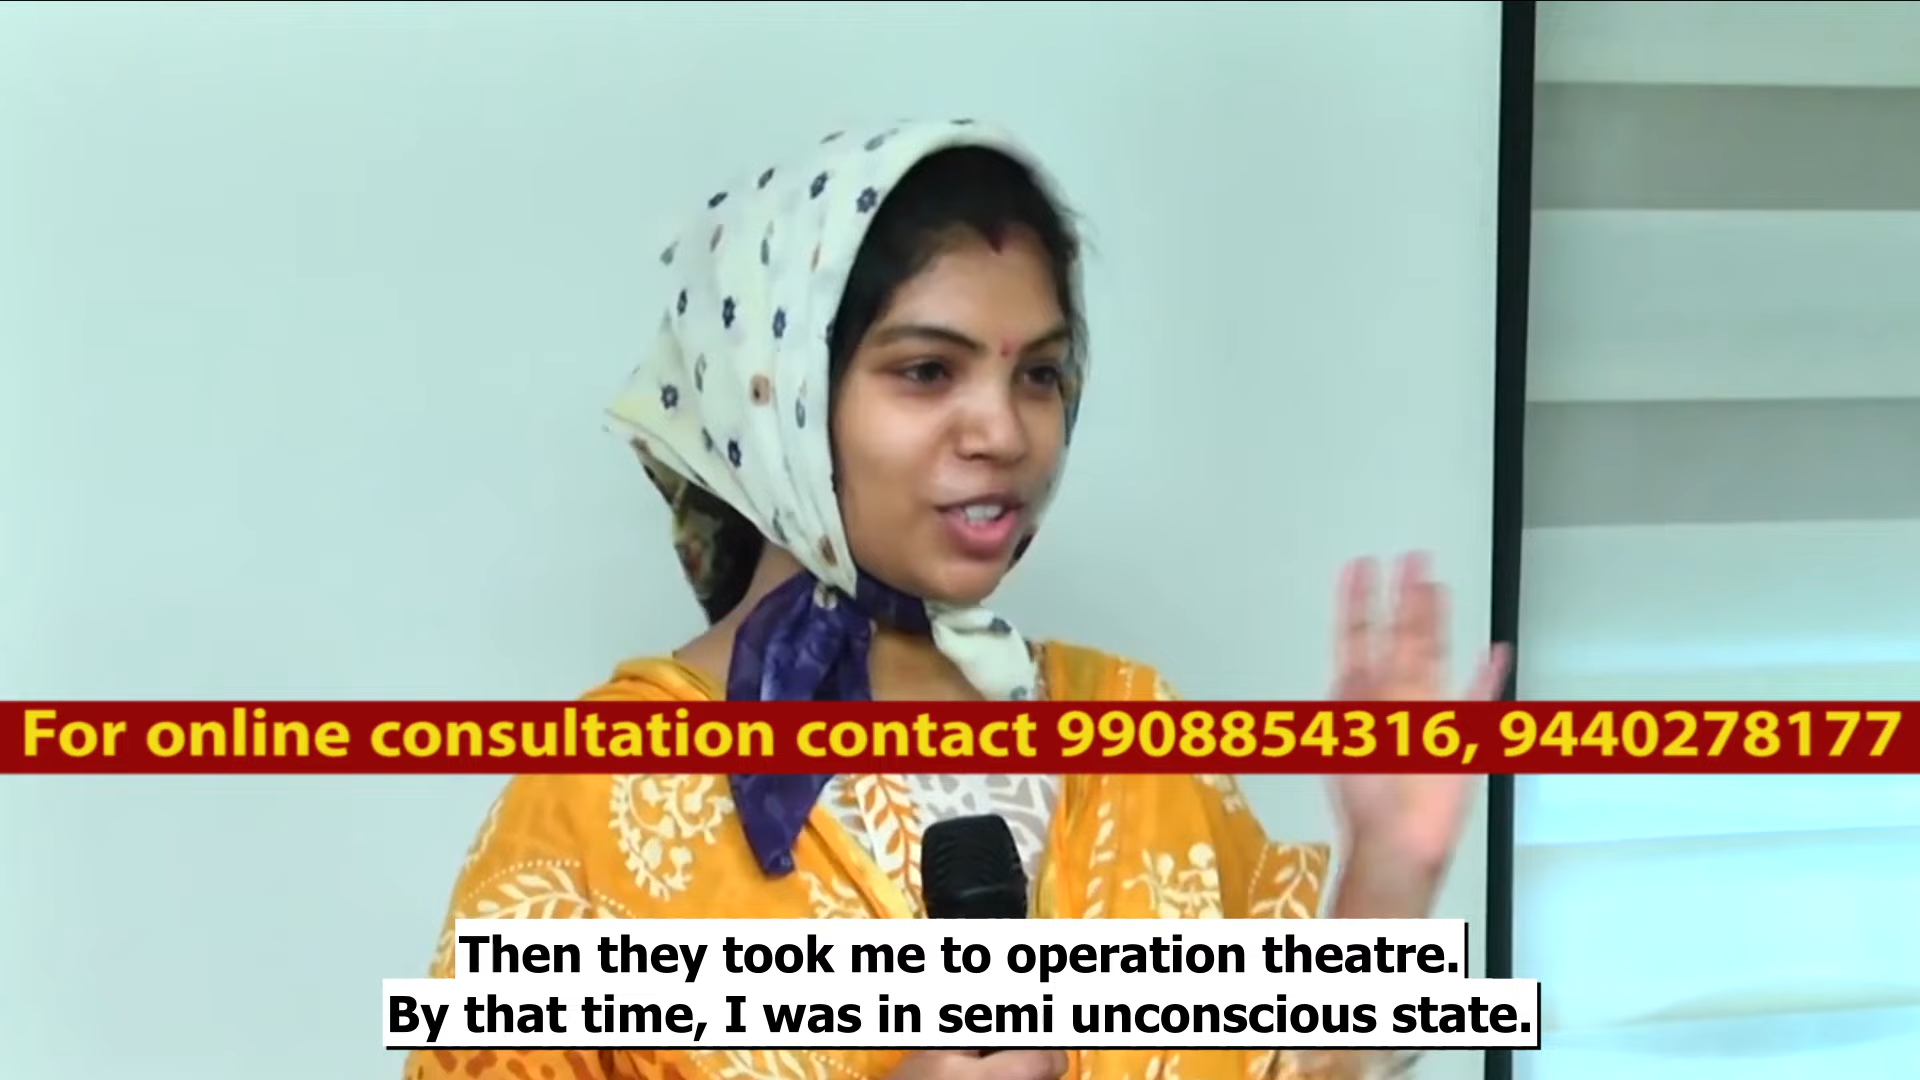 For online consultation contact 9908854316, 9440278177
Then they took me to operation theatre.
By that time, I was in semi unconscious state.